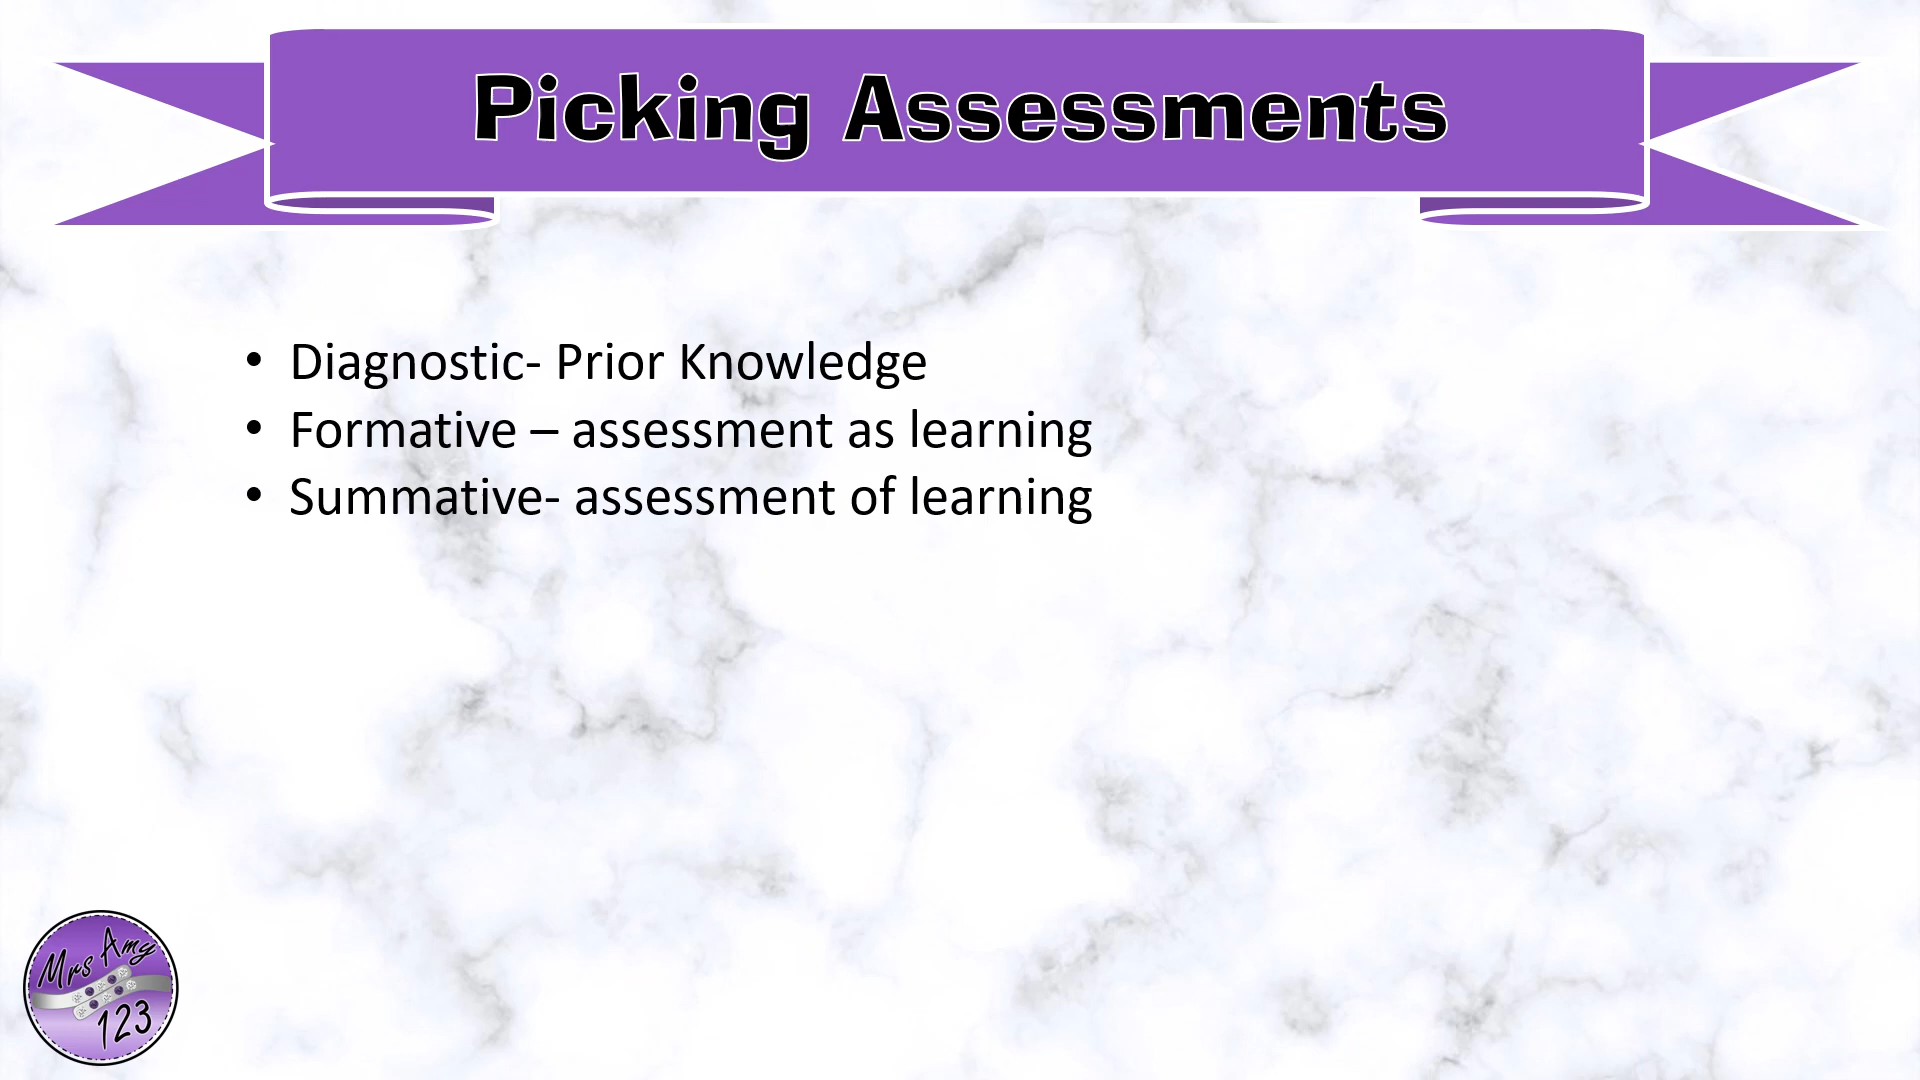 Picking Assessments
• Diagnostic- Prior Knowledge
• Formative – assessment as learning
• Summative- assessment of learning
Mrs Amy
123